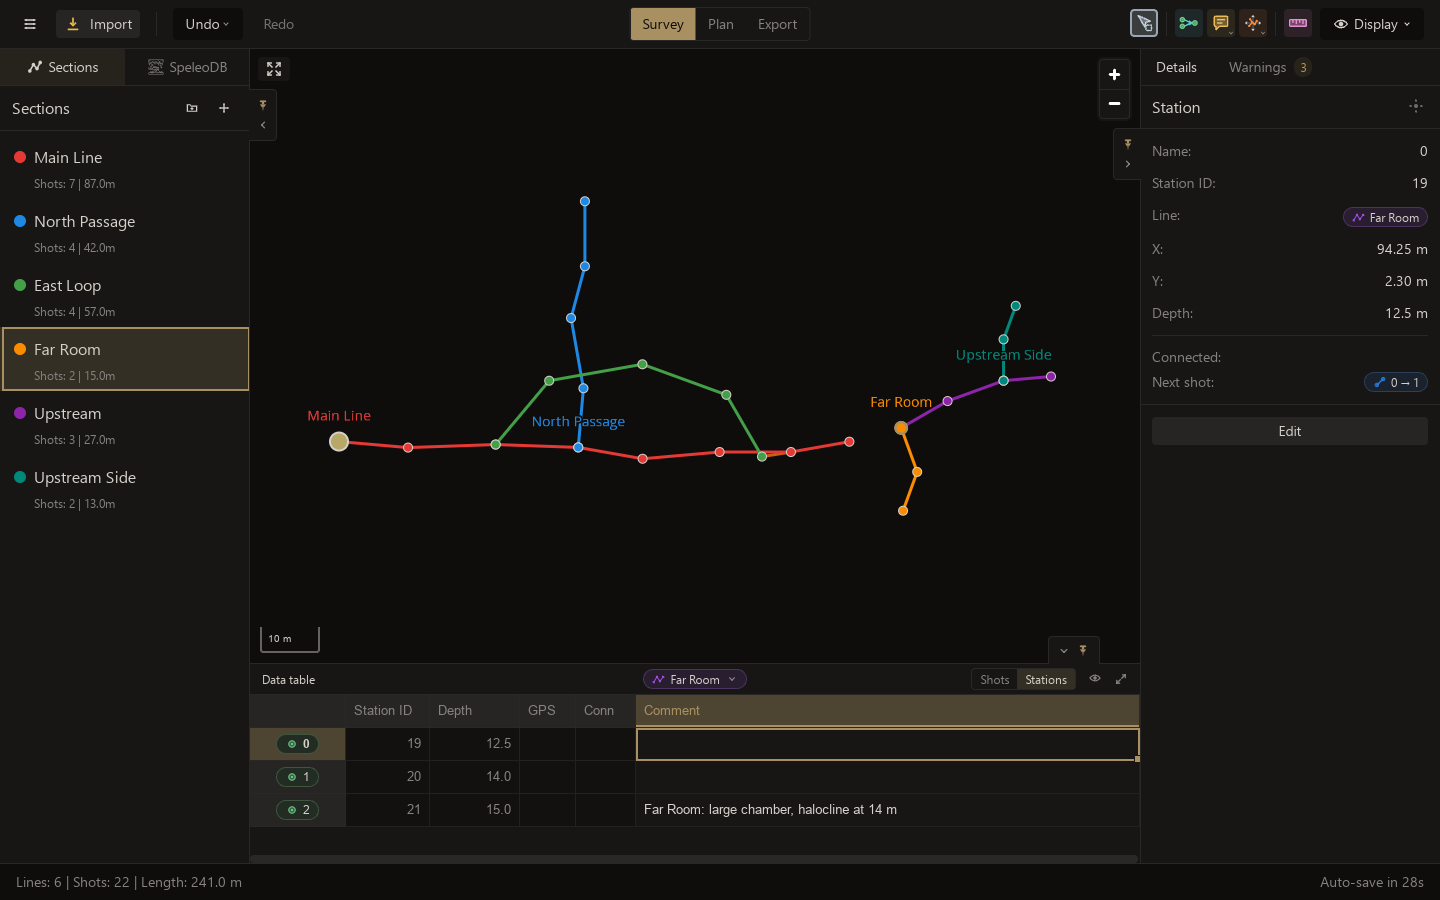 Import
Undo
Redo
Survey
Plan
Export
Display
Sections
SpeleoDB
Details
Warnings
3
Sections
Main Line
Shots: 7 | 87.0m
North Passage
Shots: 4 | 42.0m
East Loop
Shots: 4 | 57.0m
Far Room
Shots: 2 | 15.0m
Upstream
Shots: 3 | 27.0m
Upstream Side
Shots: 2 | 13.0m
Main Line
North Passage
Far Room
Upstream Side
10 m
Station
Name: 0
Station ID: 19
Line: Far Room
X: 94.25 m
Y: 2.30 m
Depth: 12.5 m
Connected:
Next shot: 0 → 1
Edit
Data table
Far Room
Shots
Stations
Station ID Depth GPS Conn Comment
0 19 12.5
1 20 14.0
2 21 15.0 Far Room: large chamber, halocline at 14 m
Lines: 6 | Shots: 22 | Length: 241.0 m
Auto-save in 28s